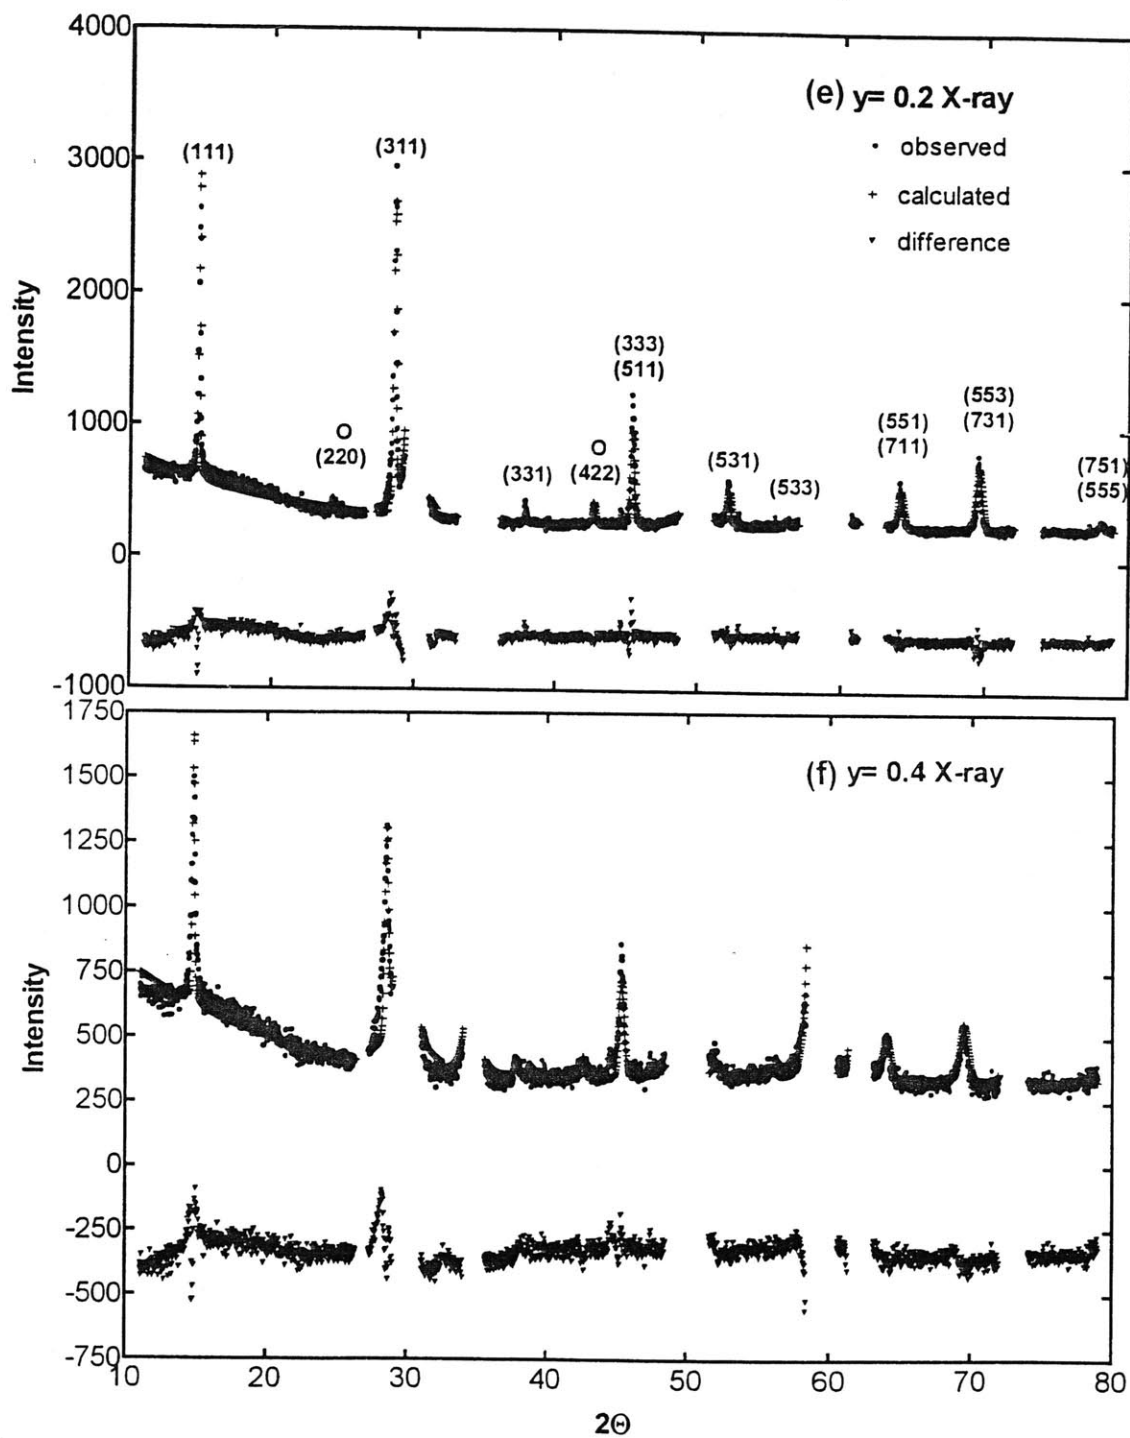 4000
3000
2000
1000
0
-1000
Intensity
(e) y= 0.2 X-ray
• observed
+ calculated
▾ difference
(111)
(311)
O
(220)
(331)
O
(422)
(333)
(511)
(531)
(533)
(551)
(711)
(553)
(731)
(751)
(555)
1750
1500
1250
1000
750
500
250
0
-250
-500
-750
Intensity
(f) y= 0.4 X-ray
10 20 30 40 50 60 70 80
2Θ